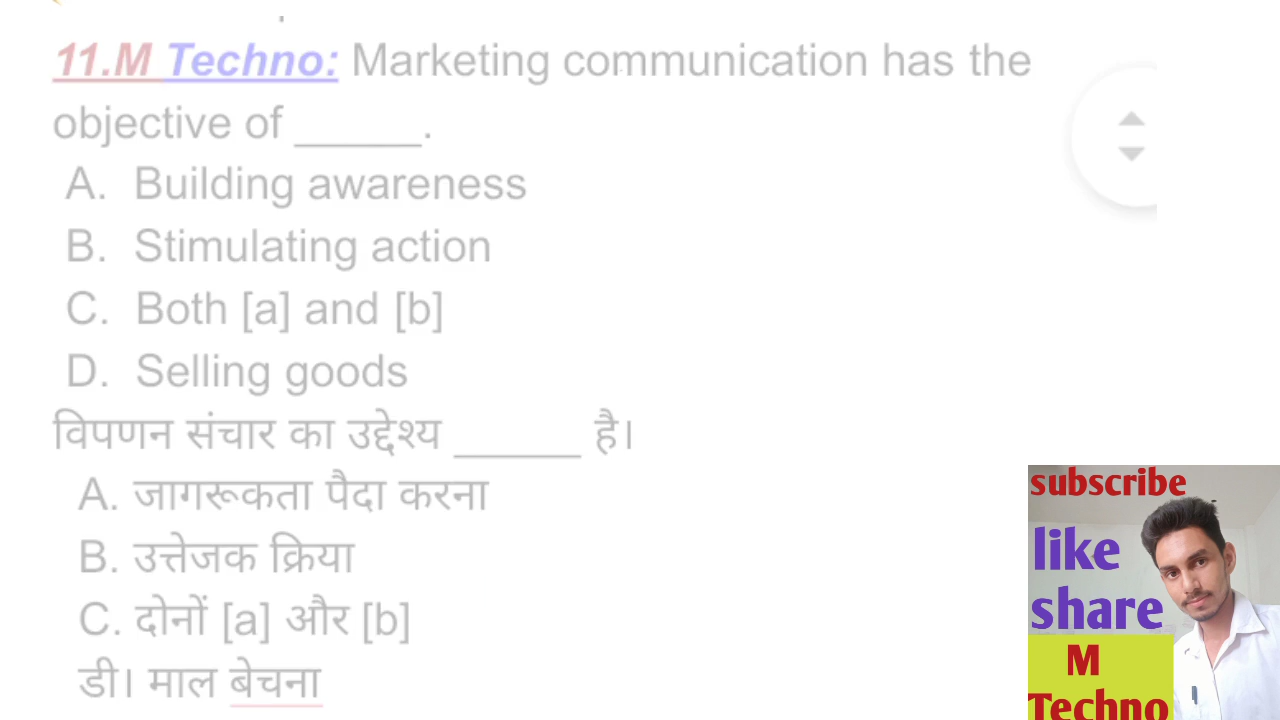 11.M Techno: Marketing communication has the
objective of ______.
A. Building awareness
B. Stimulating action
C. Both [a] and [b]
D. Selling goods
विपणन संचार का उद्देश्य ______ है।
A. जागरूकता पैदा करना
B. उत्तेजक क्रिया
C. दोनों [a] और [b]
डी। माल बेचना
subscribe
like
share
M
Techno